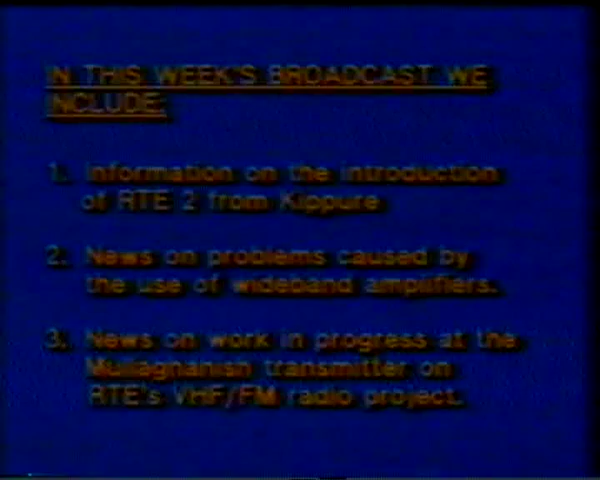 IN THIS WEEK'S BROADCAST WE
INCLUDE:
1. Information on the introduction
of RTE 2 from Kippure
2. News on problems caused by
the use of wideband amplifiers.
3. News on work in progress at the
Mullaghanish transmitter on
RTE's VHF/FM radio project.